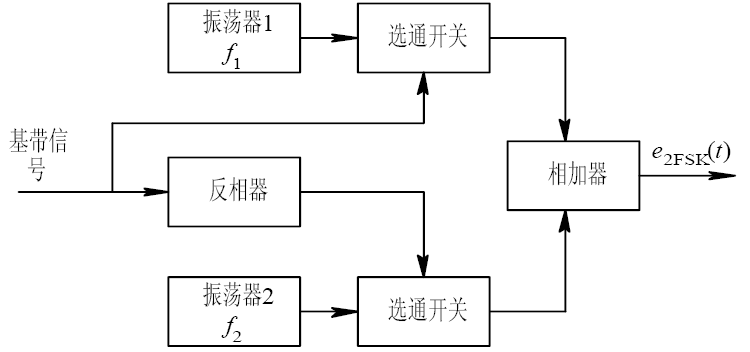 振荡器1
f1
选通开关
基带信
号
反相器
相加器
e2FSK(t)
振荡器2
f2
选通开关